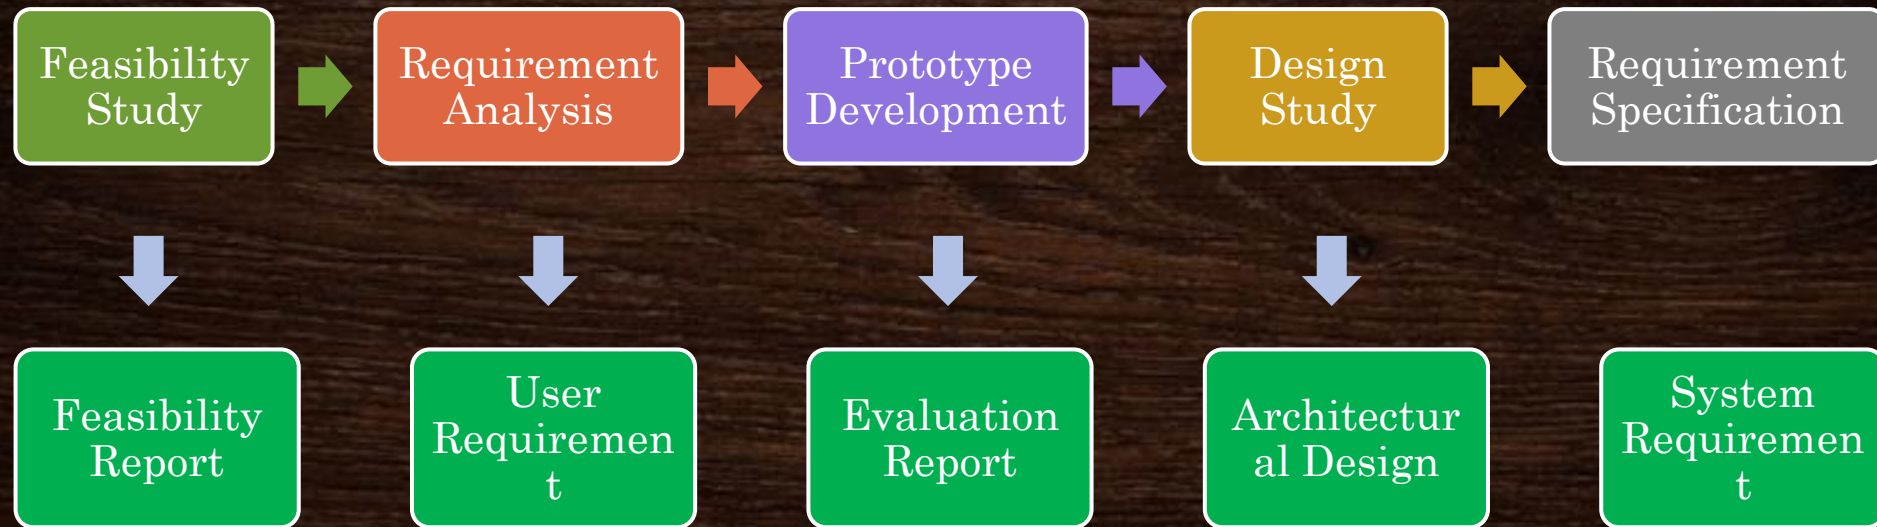 Feasibility
Study
Requirement
Analysis
Prototype
Development
Design
Study
Requirement
Specification
Feasibility
Report
User
Requiremen
t
Evaluation
Report
Architectur
al Design
System
Requiremen
t